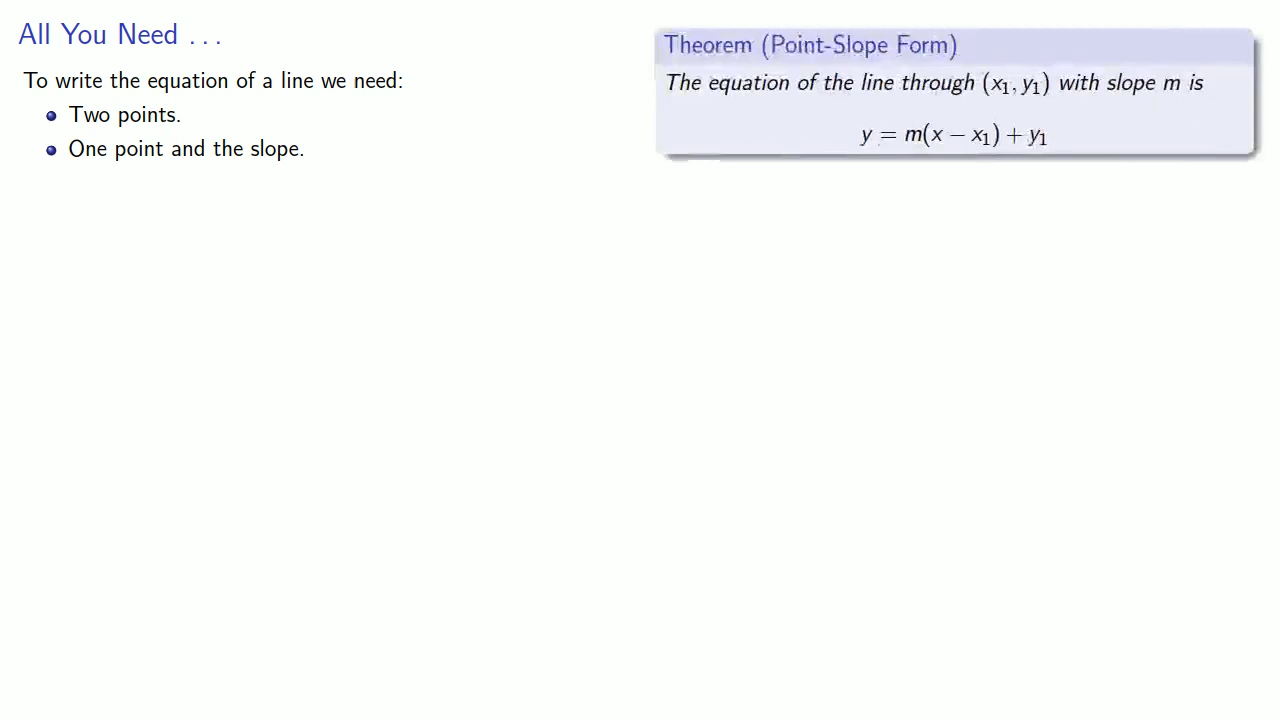 All You Need . . .
To write the equation of a line we need:
Two points.
One point and the slope.
Theorem (Point-Slope Form)
The equation of the line through (x₁, y₁) with slope m is
y = m(x − x₁) + y₁